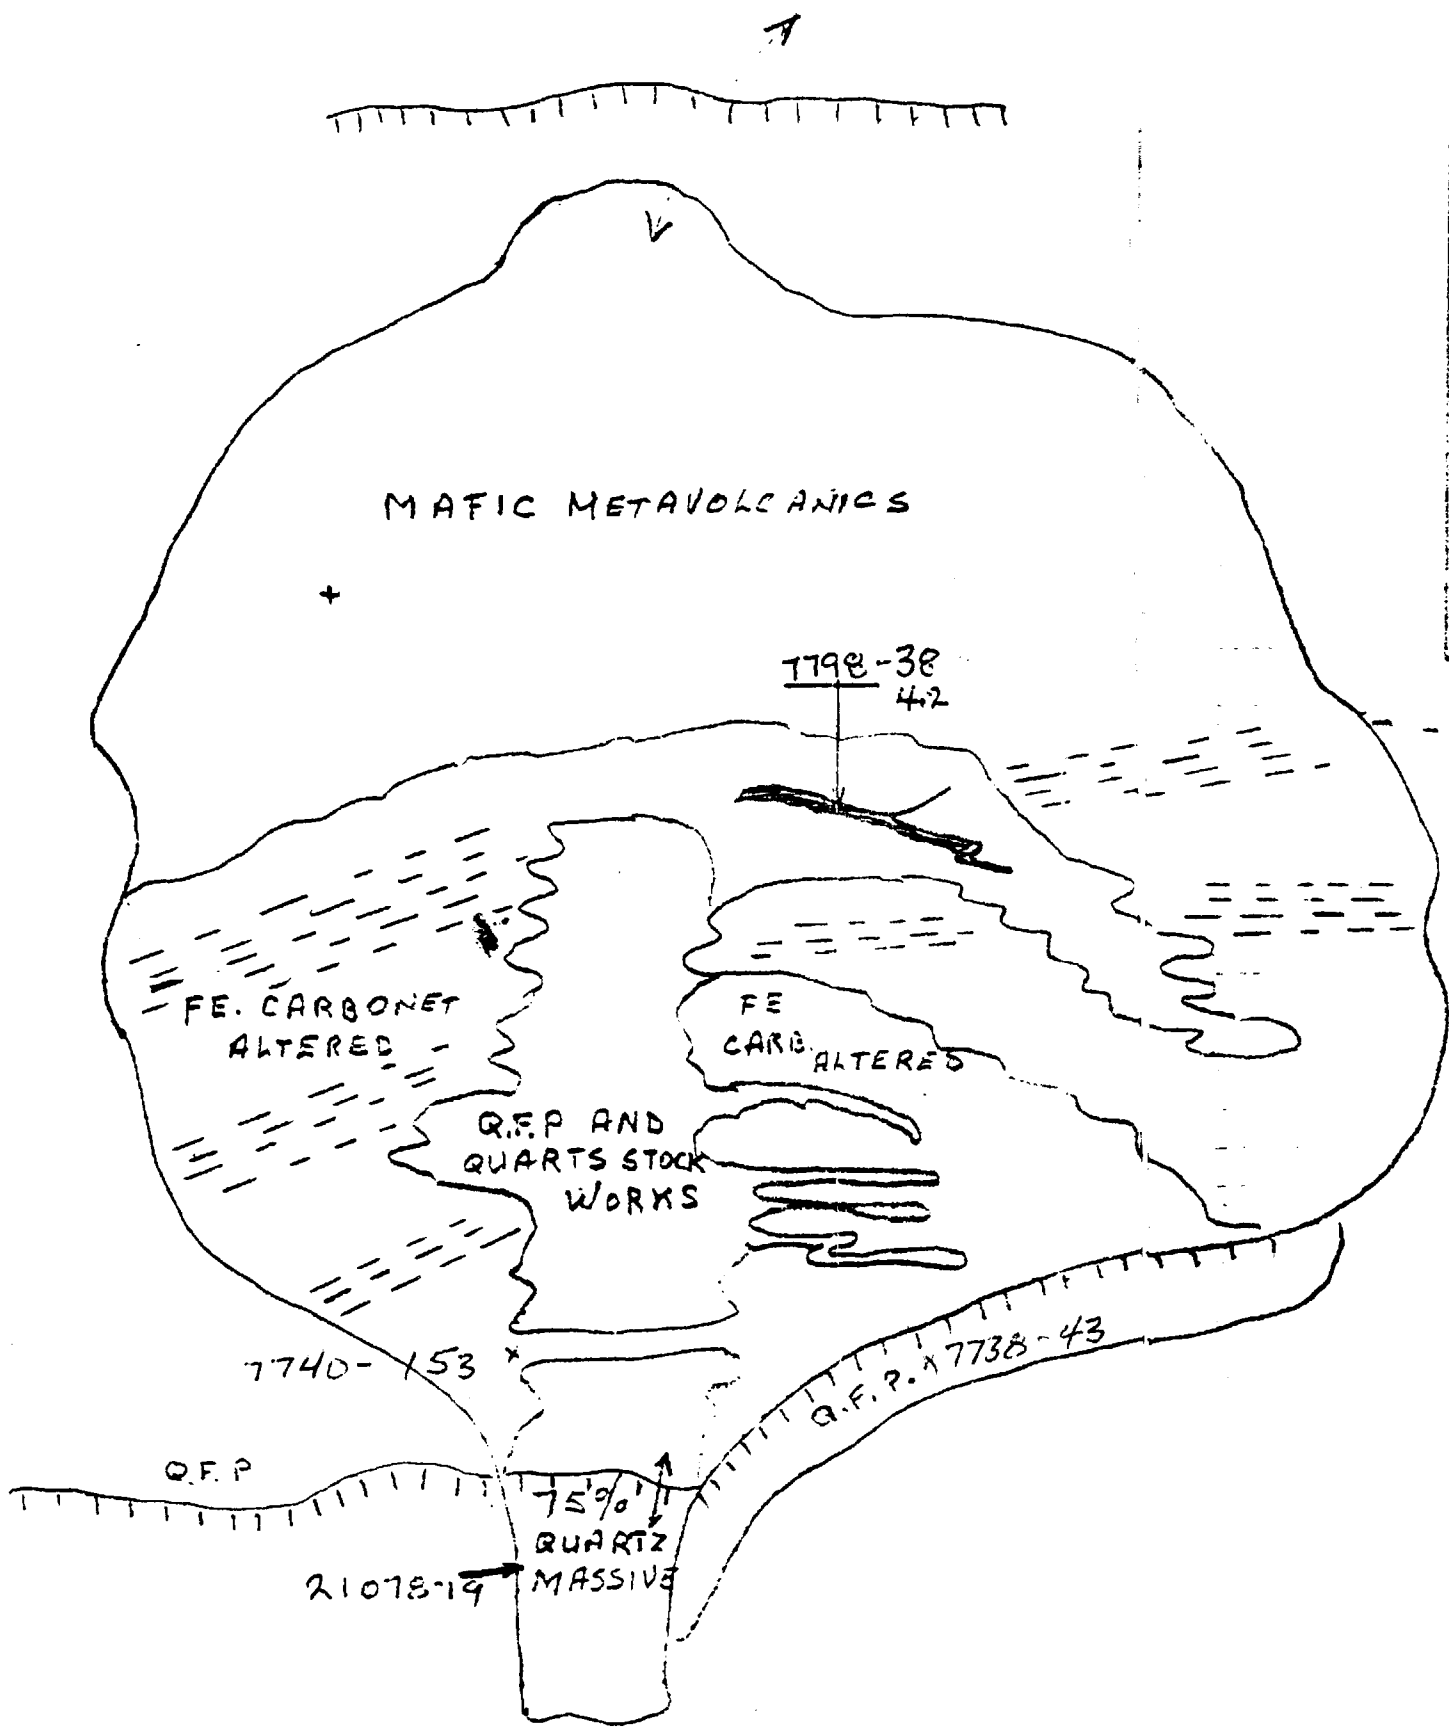 MAFIC METAVOLCANICS
7798-38
4.2
FE. CARBONET
ALTERED
FE
CARB. ALTERED
Q.F.P AND
QUARTS STOCK
WORKS
7740-153 x
Q.F.P. x 7738-43
Q.F.P
75%
QUARTZ
MASSIVE
21078-19